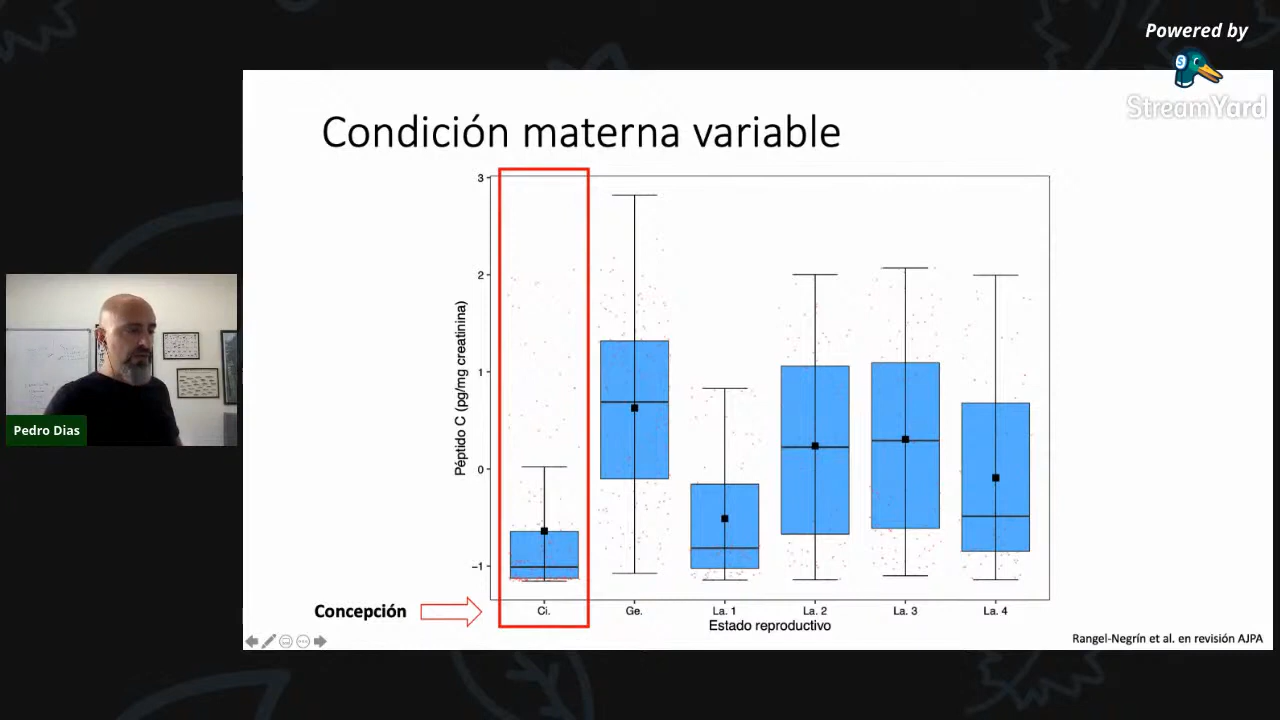 Powered by
StreamYard
Condición materna variable
3
2
1
0
−1
Péptido C (pg/mg creatinina)
Concepción
Ci.
Ge.
La. 1
La. 2
La. 3
La. 4
Estado reproductivo
Rangel-Negrín et al. en revisión AJPA
Pedro Dias